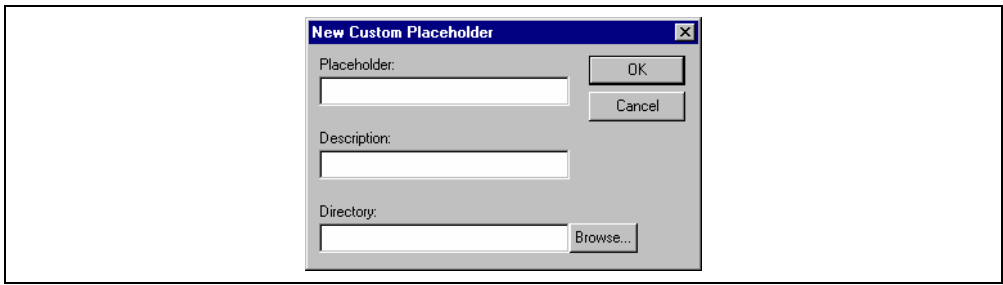 New Custom Placeholder
Placeholder:
OK
Cancel
Description:
Directory:
Browse...